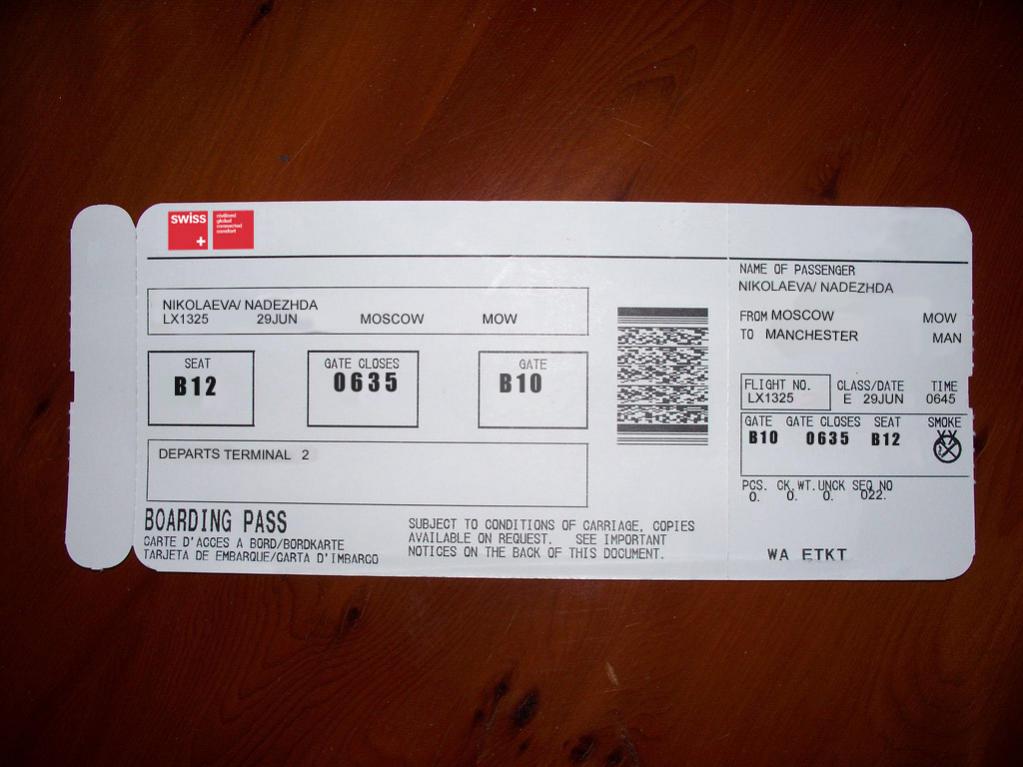 swiss
civilized
global
connected
comfort
NIKOLAEVA/ NADEZHDA
LX1325 29JUN MOSCOW MOW
SEAT
B12
GATE CLOSES
0635
GATE
B10
DEPARTS TERMINAL 2
BOARDING PASS
CARTE D'ACCES A BORD/BORDKARTE
TARJETA DE EMBARQUE/CARTA D'IMBARCO
SUBJECT TO CONDITIONS OF CARRIAGE, COPIES
AVAILABLE ON REQUEST. SEE IMPORTANT
NOTICES ON THE BACK OF THIS DOCUMENT.
NAME OF PASSENGER
NIKOLAEVA/ NADEZHDA
FROM MOSCOW MOW
TO MANCHESTER MAN
FLIGHT NO. CLASS/DATE TIME
LX1325 E 29JUN 0645
GATE GATE CLOSES SEAT SMOKE
B10 0635 B12
PCS. CK.WT.UNCK SEQ NO
0. 0. 0. 022.
WA ETKT